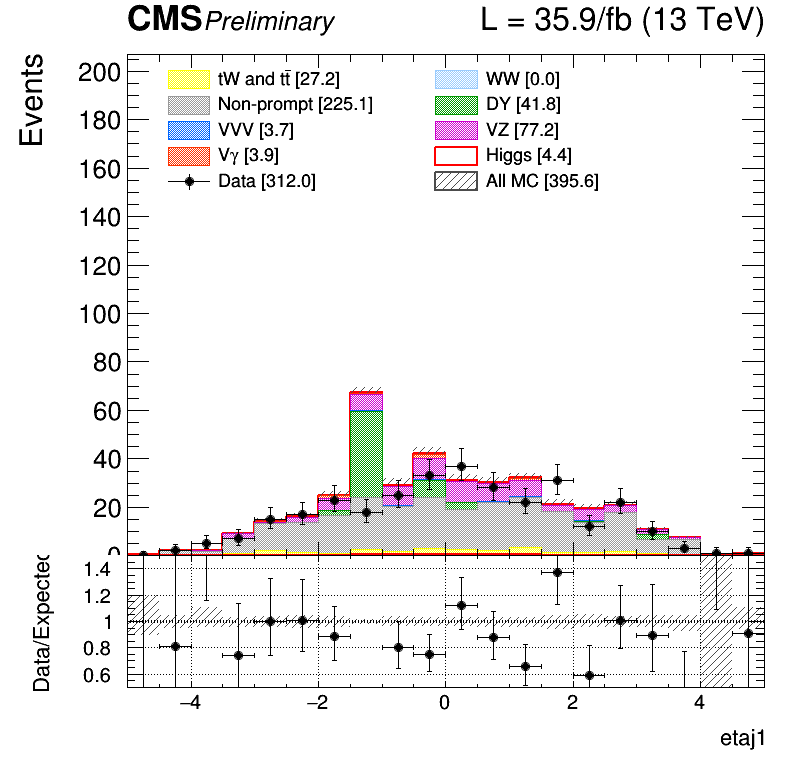 CMS Preliminary L = 35.9/fb (13 TeV)
Events
200
180
160
140
120
100
80
60
40
20
0
tW and tt̄ [27.2]
Non-prompt [225.1]
VVV [3.7]
Vγ [3.9]
Data [312.0]
WW [0.0]
DY [41.8]
VZ [77.2]
Higgs [4.4]
All MC [395.6]
Data/Expected
1.4
1.2
1
0.8
0.6
−4 −2 0 2 4
etaj1